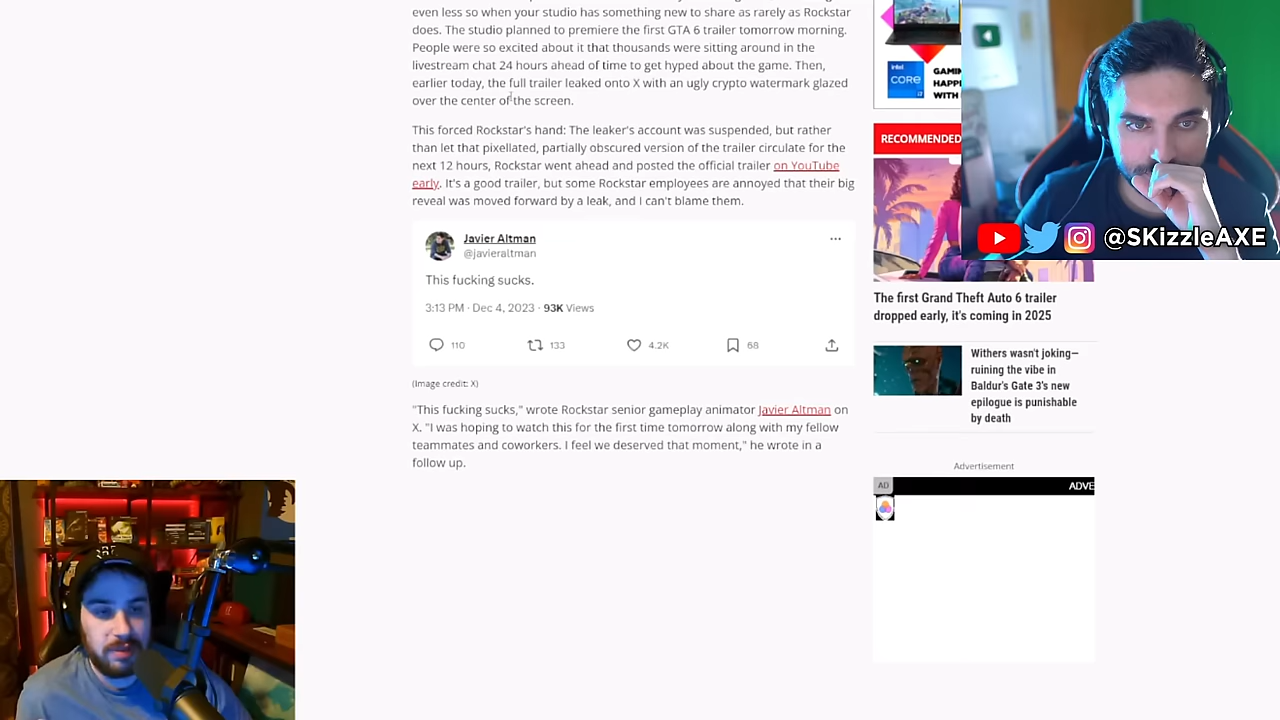 even less so when your studio has something new to share as rarely as Rockstar
does. The studio planned to premiere the first GTA 6 trailer tomorrow morning.
People were so excited about it that thousands were sitting around in the
livestream chat 24 hours ahead of time to get hyped about the game. Then,
earlier today, the full trailer leaked onto X with an ugly crypto watermark glazed
over the center of the screen.
This forced Rockstar's hand: The leaker's account was suspended, but rather
than let that pixellated, partially obscured version of the trailer circulate for the
next 12 hours, Rockstar went ahead and posted the official trailer on YouTube
early. It's a good trailer, but some Rockstar employees are annoyed that their big
reveal was moved forward by a leak, and I can't blame them.
Javier Altman
@javieraltman
This fucking sucks.
3:13 PM · Dec 4, 2023 · 93K Views
110 133 4.2K 68
(Image credit: X)
"This fucking sucks," wrote Rockstar senior gameplay animator Javier Altman on
X. "I was hoping to watch this for the first time tomorrow along with my fellow
teammates and coworkers. I feel we deserved that moment," he wrote in a
follow up.
intel
CORE
GAMI
HAPP
WITH
RECOMMENDED
@SKizzleAXE
The first Grand Theft Auto 6 trailer
dropped early, it's coming in 2025
Withers wasn't joking—
ruining the vibe in
Baldur's Gate 3's new
epilogue is punishable
by death
Advertisement
AD
ADVE